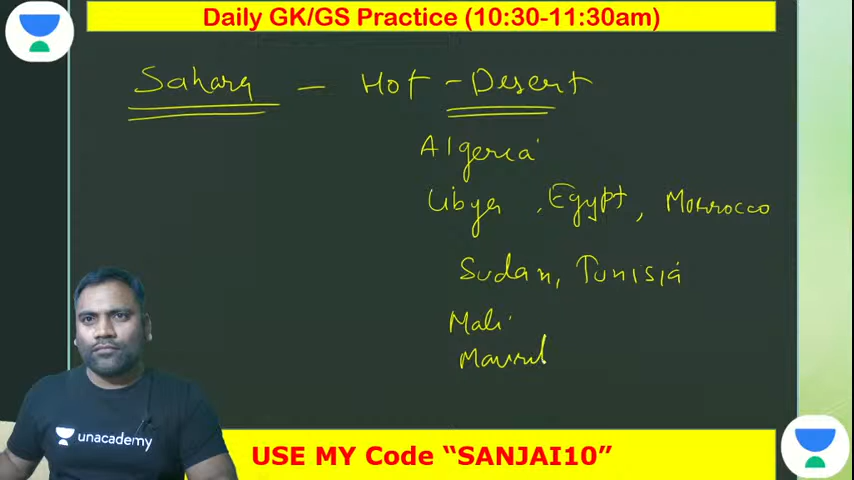 Daily GK/GS Practice (10:30-11:30am)
Sahara - Hot - Desert
Algeria
Libya, Egypt, Morrocco
Sudan, Tunisia
Mali
unacademy
USE MY Code “SANJAI10”